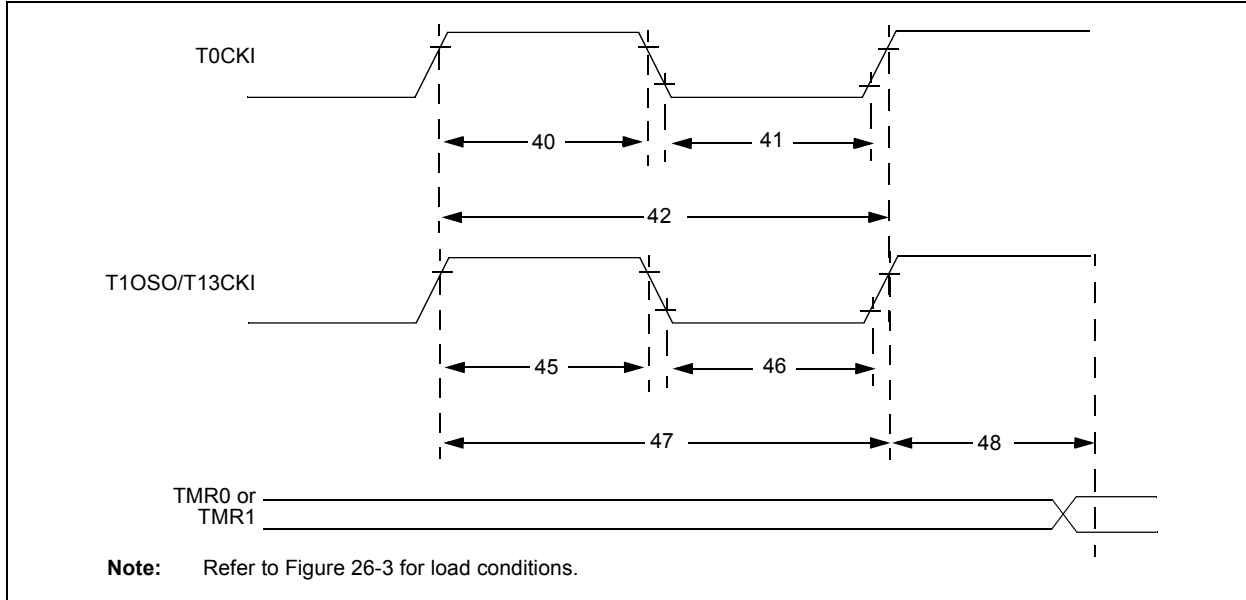 T0CKI
40
41
42
T1OSO/T13CKI
45
46
47
48
TMR0 or
TMR1
Note: Refer to Figure 26-3 for load conditions.